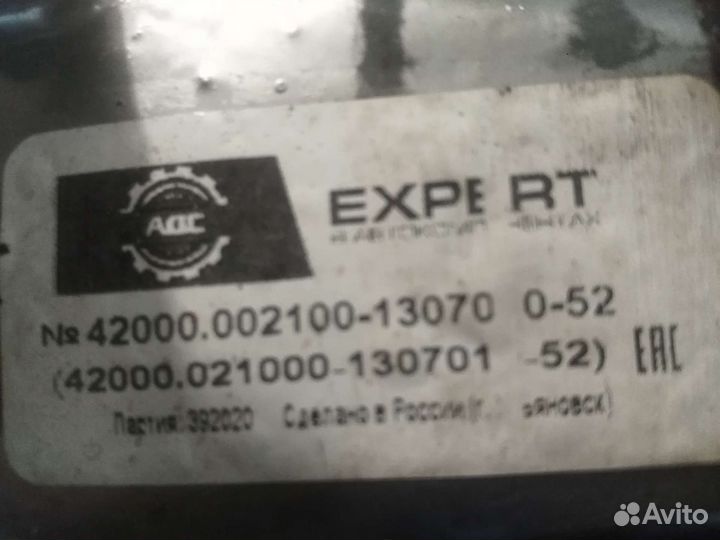 АДС
EXPE RT
№ 42000.002100-13070 0-52
(42000.021000-130701 -52)
EAC
Партия: 392020 Сделано в России (г. яновск)
Avito